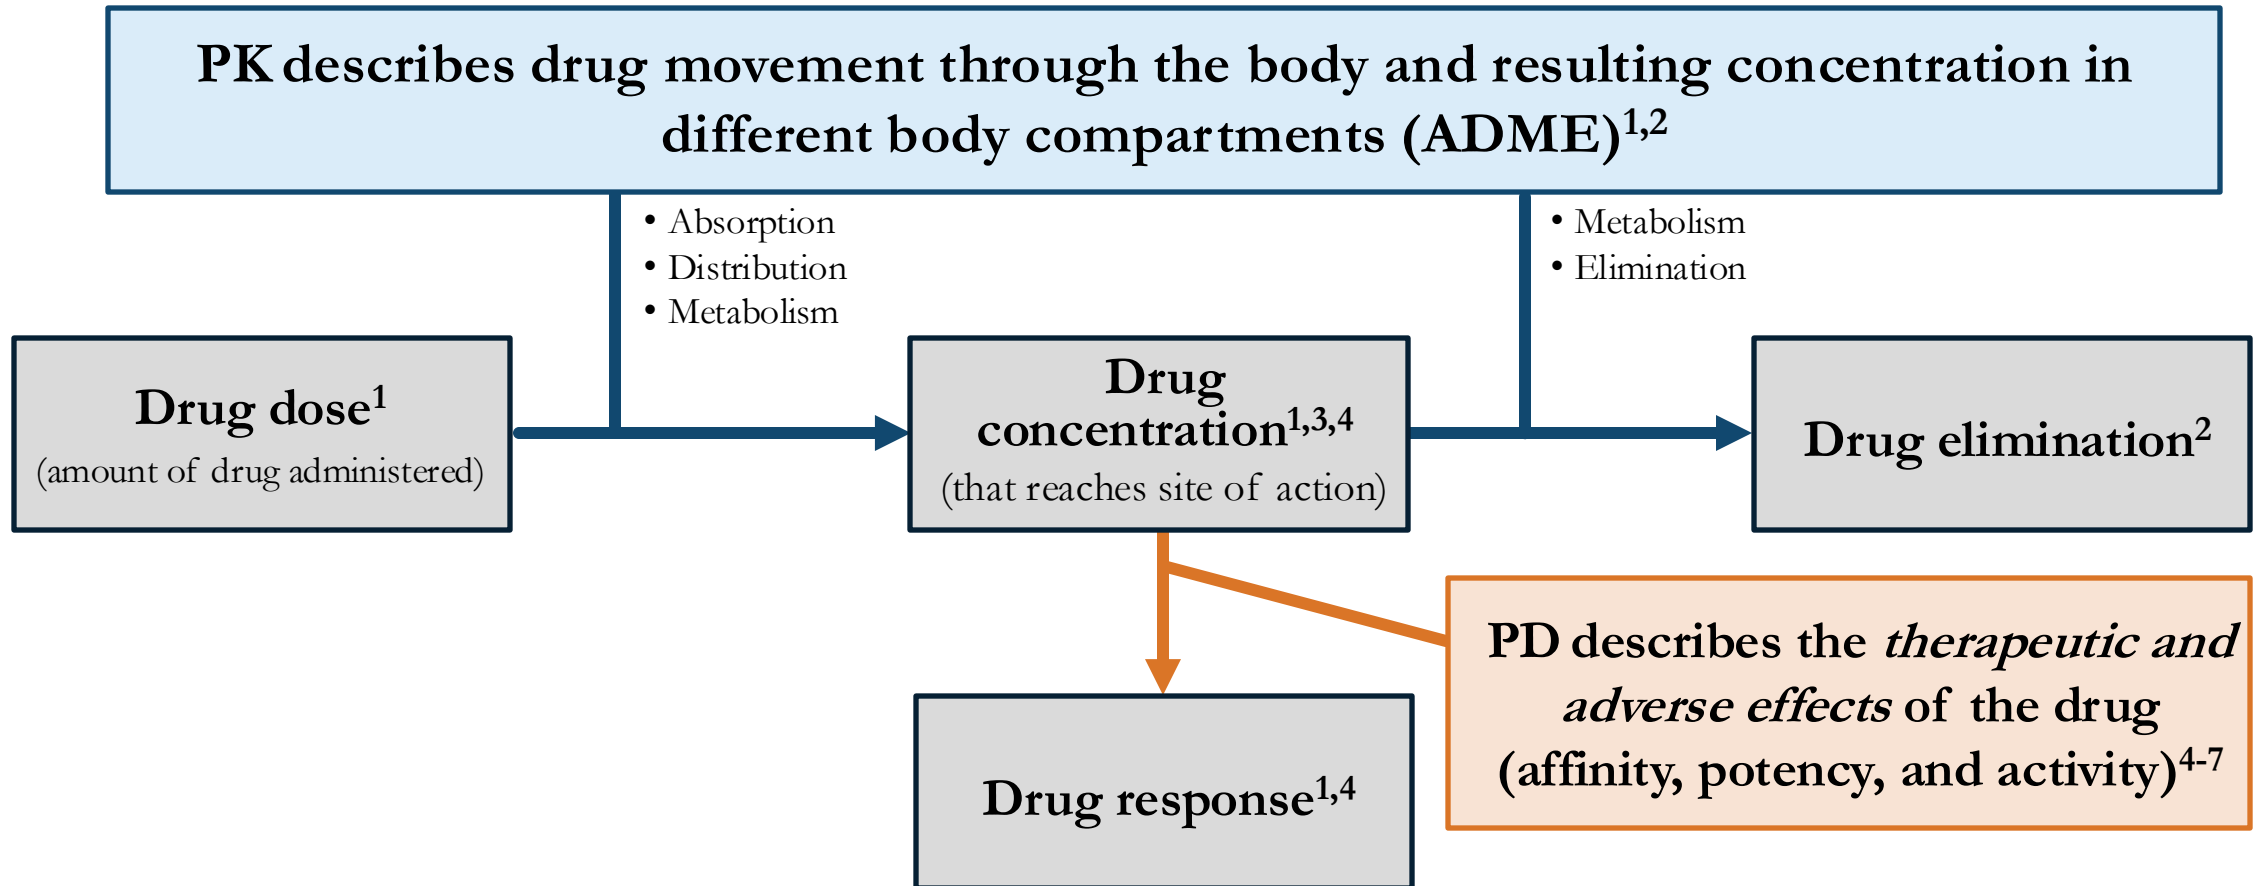 PK describes drug movement through the body and resulting concentration in
different body compartments (ADME)1,2
• Absorption
• Distribution
• Metabolism
• Metabolism
• Elimination
Drug dose1
(amount of drug administered)
Drug
concentration1,3,4
(that reaches site of action)
Drug elimination2
PD describes the therapeutic and
adverse effects of the drug
(affinity, potency, and activity)4-7
Drug response1,4